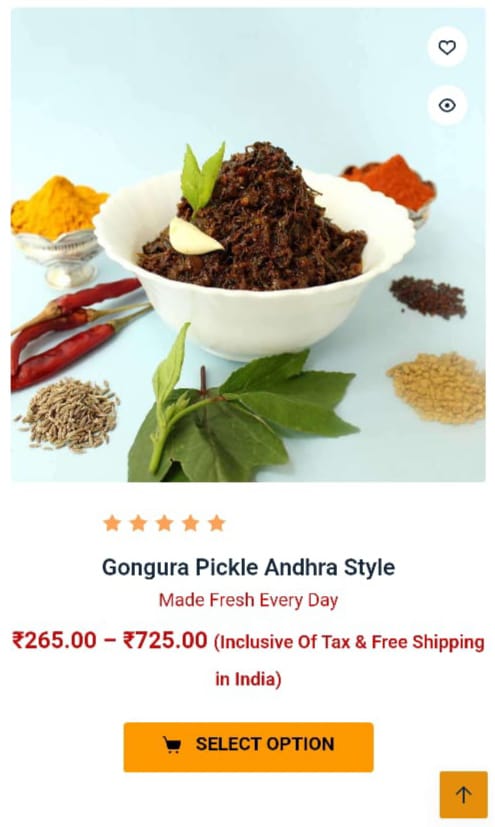 Gongura Pickle Andhra Style
Made Fresh Every Day
₹265.00 – ₹725.00 (Inclusive Of Tax & Free Shipping
in India)
SELECT OPTION